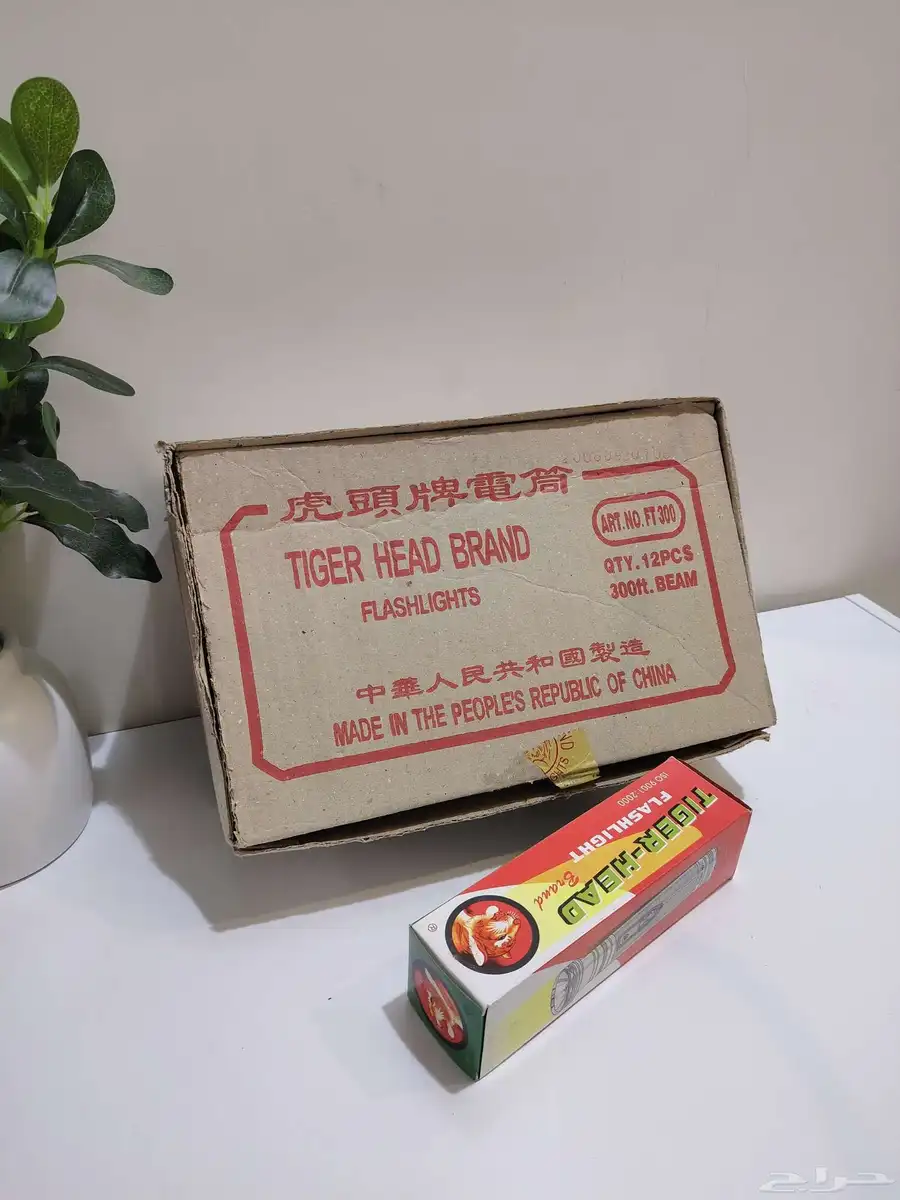 虎頭牌電筒
TIGER HEAD BRAND
FLASHLIGHTS
ART.NO.FT300
QTY.12PCS
300ft.BEAM
中華人民共和國製造
MADE IN THE PEOPLE'S REPUBLIC OF CHINA
ISO 9001:2000
TIGER-HEAD
Brand
FLASHLIGHT
®
حراج